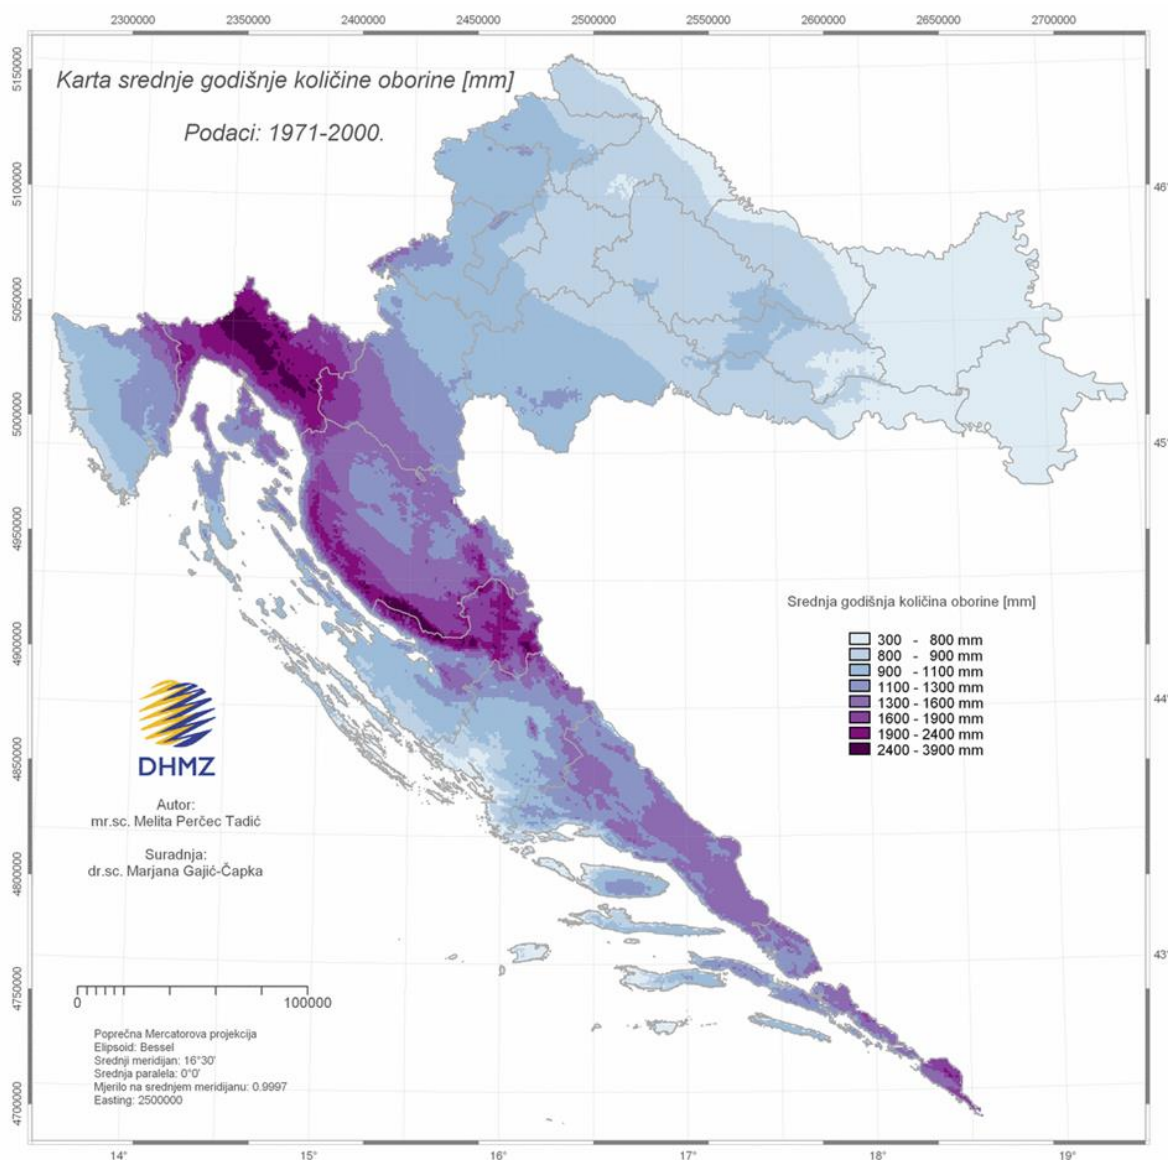 2300000 2350000 2400000 2450000 2500000 2550000 2600000 2650000 2700000
Karta srednje godišnje količine oborine [mm]
Podaci: 1971-2000.
5150000
5100000
5050000
5000000
4950000
4900000
4850000
4800000
4750000
4700000
46°
45°
44°
43°
Srednja godišnja količina oborine [mm]
300 - 800 mm
800 - 900 mm
900 - 1100 mm
1100 - 1300 mm
1300 - 1600 mm
1600 - 1900 mm
1900 - 2400 mm
2400 - 3900 mm
DHMZ
Autor:
mr.sc. Melita Perčec Tadić
Suradnja:
dr.sc. Marjana Gajić-Čapka
0 100000
Poprečna Mercatorova projekcija
Elipsoid: Bessel
Srednji meridijan: 16°30'
Srednja paralela: 0°0'
Mjerilo na srednjem meridijanu: 0.9997
Easting: 2500000
14° 15° 16° 17° 18° 19°